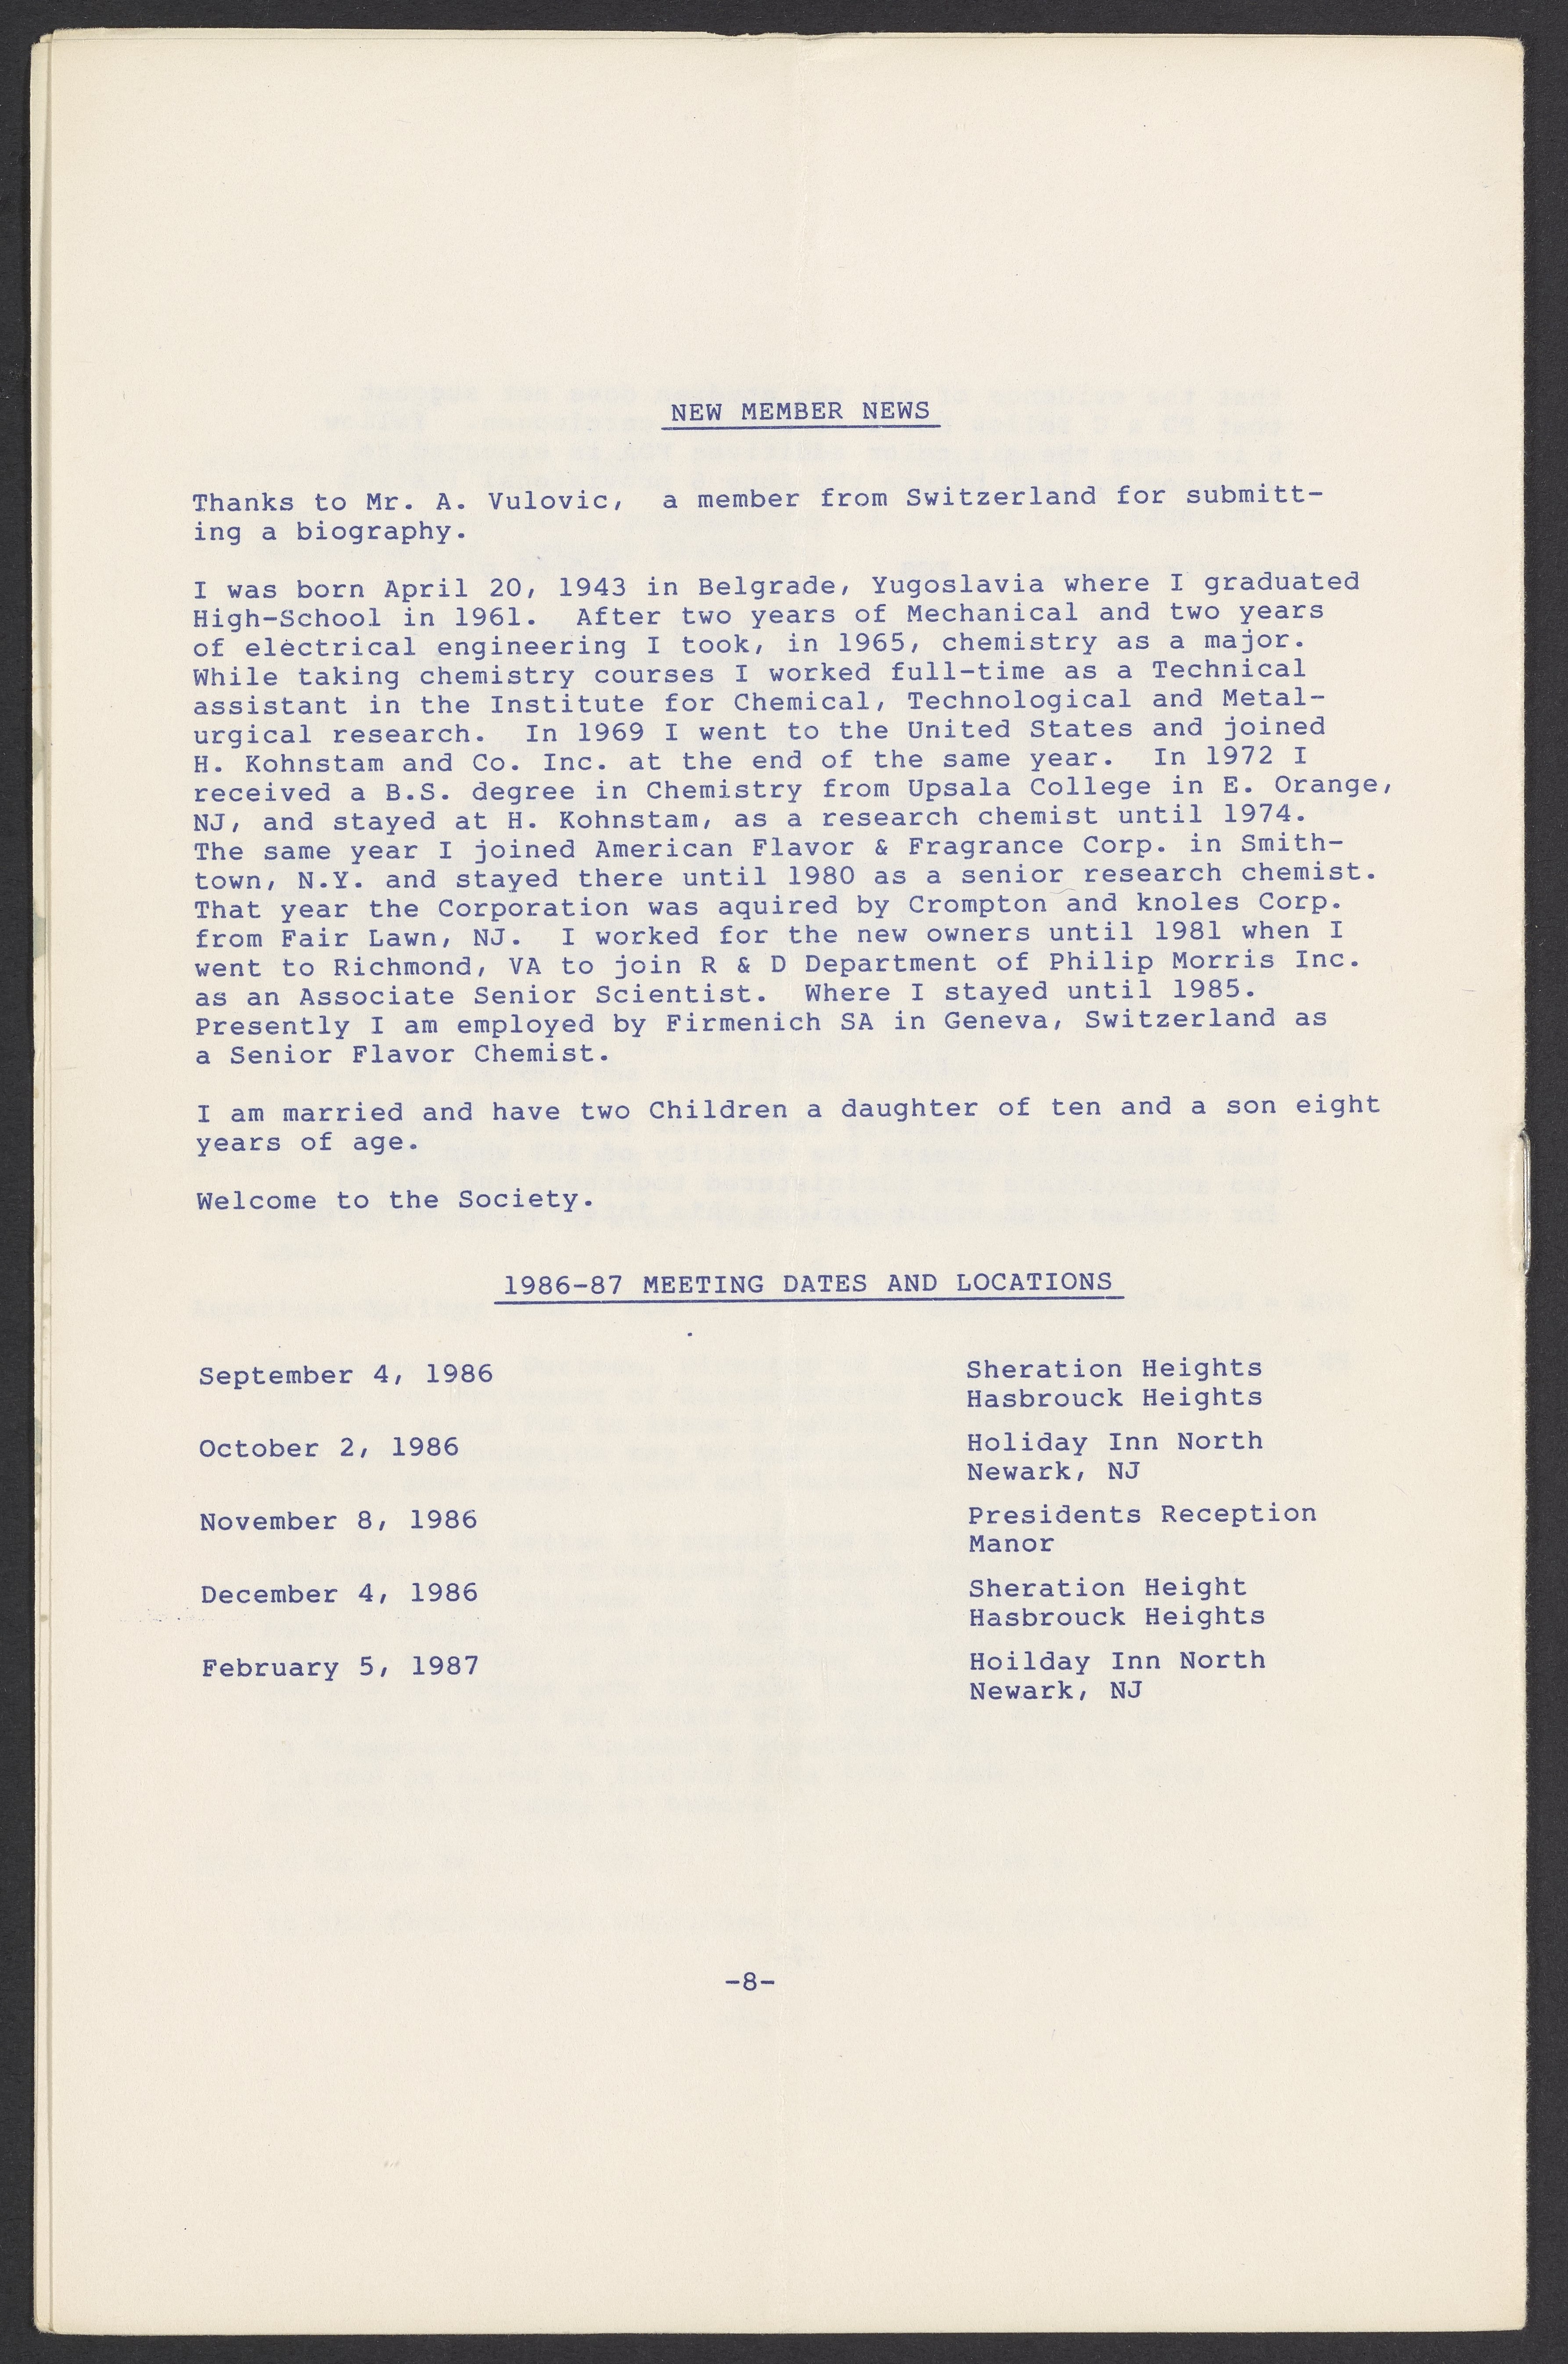 NEW MEMBER NEWS
Thanks to Mr. A. Vulovic, a member from Switzerland for submitt-
ing a biography.
I was born April 20, 1943 in Belgrade, Yugoslavia where I graduated
High-School in 1961. After two years of Mechanical and two years
of electrical engineering I took, in 1965, chemistry as a major.
While taking chemistry courses I worked full-time as a Technical
assistant in the Institute for Chemical, Technological and Metal-
urgical research. In 1969 I went to the United States and joined
H. Kohnstam and Co. Inc. at the end of the same year. In 1972 I
received a B.S. degree in Chemistry from Upsala College in E. Orange,
NJ, and stayed at H. Kohnstam, as a research chemist until 1974.
The same year I joined American Flavor & Fragrance Corp. in Smith-
town, N.Y. and stayed there until 1980 as a senior research chemist.
That year the Corporation was aquired by Crompton and knoles Corp.
from Fair Lawn, NJ. I worked for the new owners until 1981 when I
went to Richmond, VA to join R & D Department of Philip Morris Inc.
as an Associate Senior Scientist. Where I stayed until 1985.
Presently I am employed by Firmenich SA in Geneva, Switzerland as
a Senior Flavor Chemist.
I am married and have two Children a daughter of ten and a son eight
years of age.
Welcome to the Society.
1986-87 MEETING DATES AND LOCATIONS
September 4, 1986 Sheration Heights
Hasbrouck Heights
October 2, 1986 Holiday Inn North
Newark, NJ
November 8, 1986 Presidents Reception
Manor
December 4, 1986 Sheration Height
Hasbrouck Heights
February 5, 1987 Hoilday Inn North
Newark, NJ
-8-